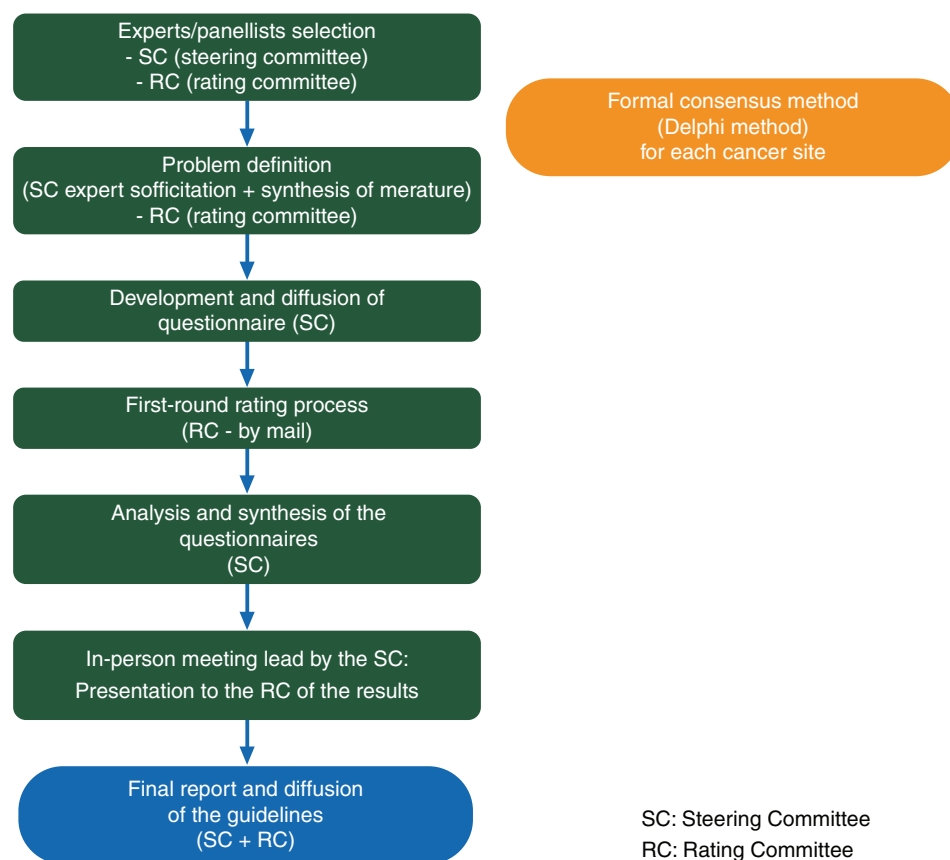 Experts/panellists selection
- SC (steering committee)
- RC (rating committee)
Formal consensus method
(Delphi method)
for each cancer site
Problem definition
(SC expert sofficitation + synthesis of merature)
- RC (rating committee)
Development and diffusion of
questionnaire (SC)
First-round rating process
(RC - by mail)
Analysis and synthesis of the
questionnaires
(SC)
In-person meeting lead by the SC:
Presentation to the RC of the results
Final report and diffusion
of the guidelines
(SC + RC)
SC: Steering Committee
RC: Rating Committee